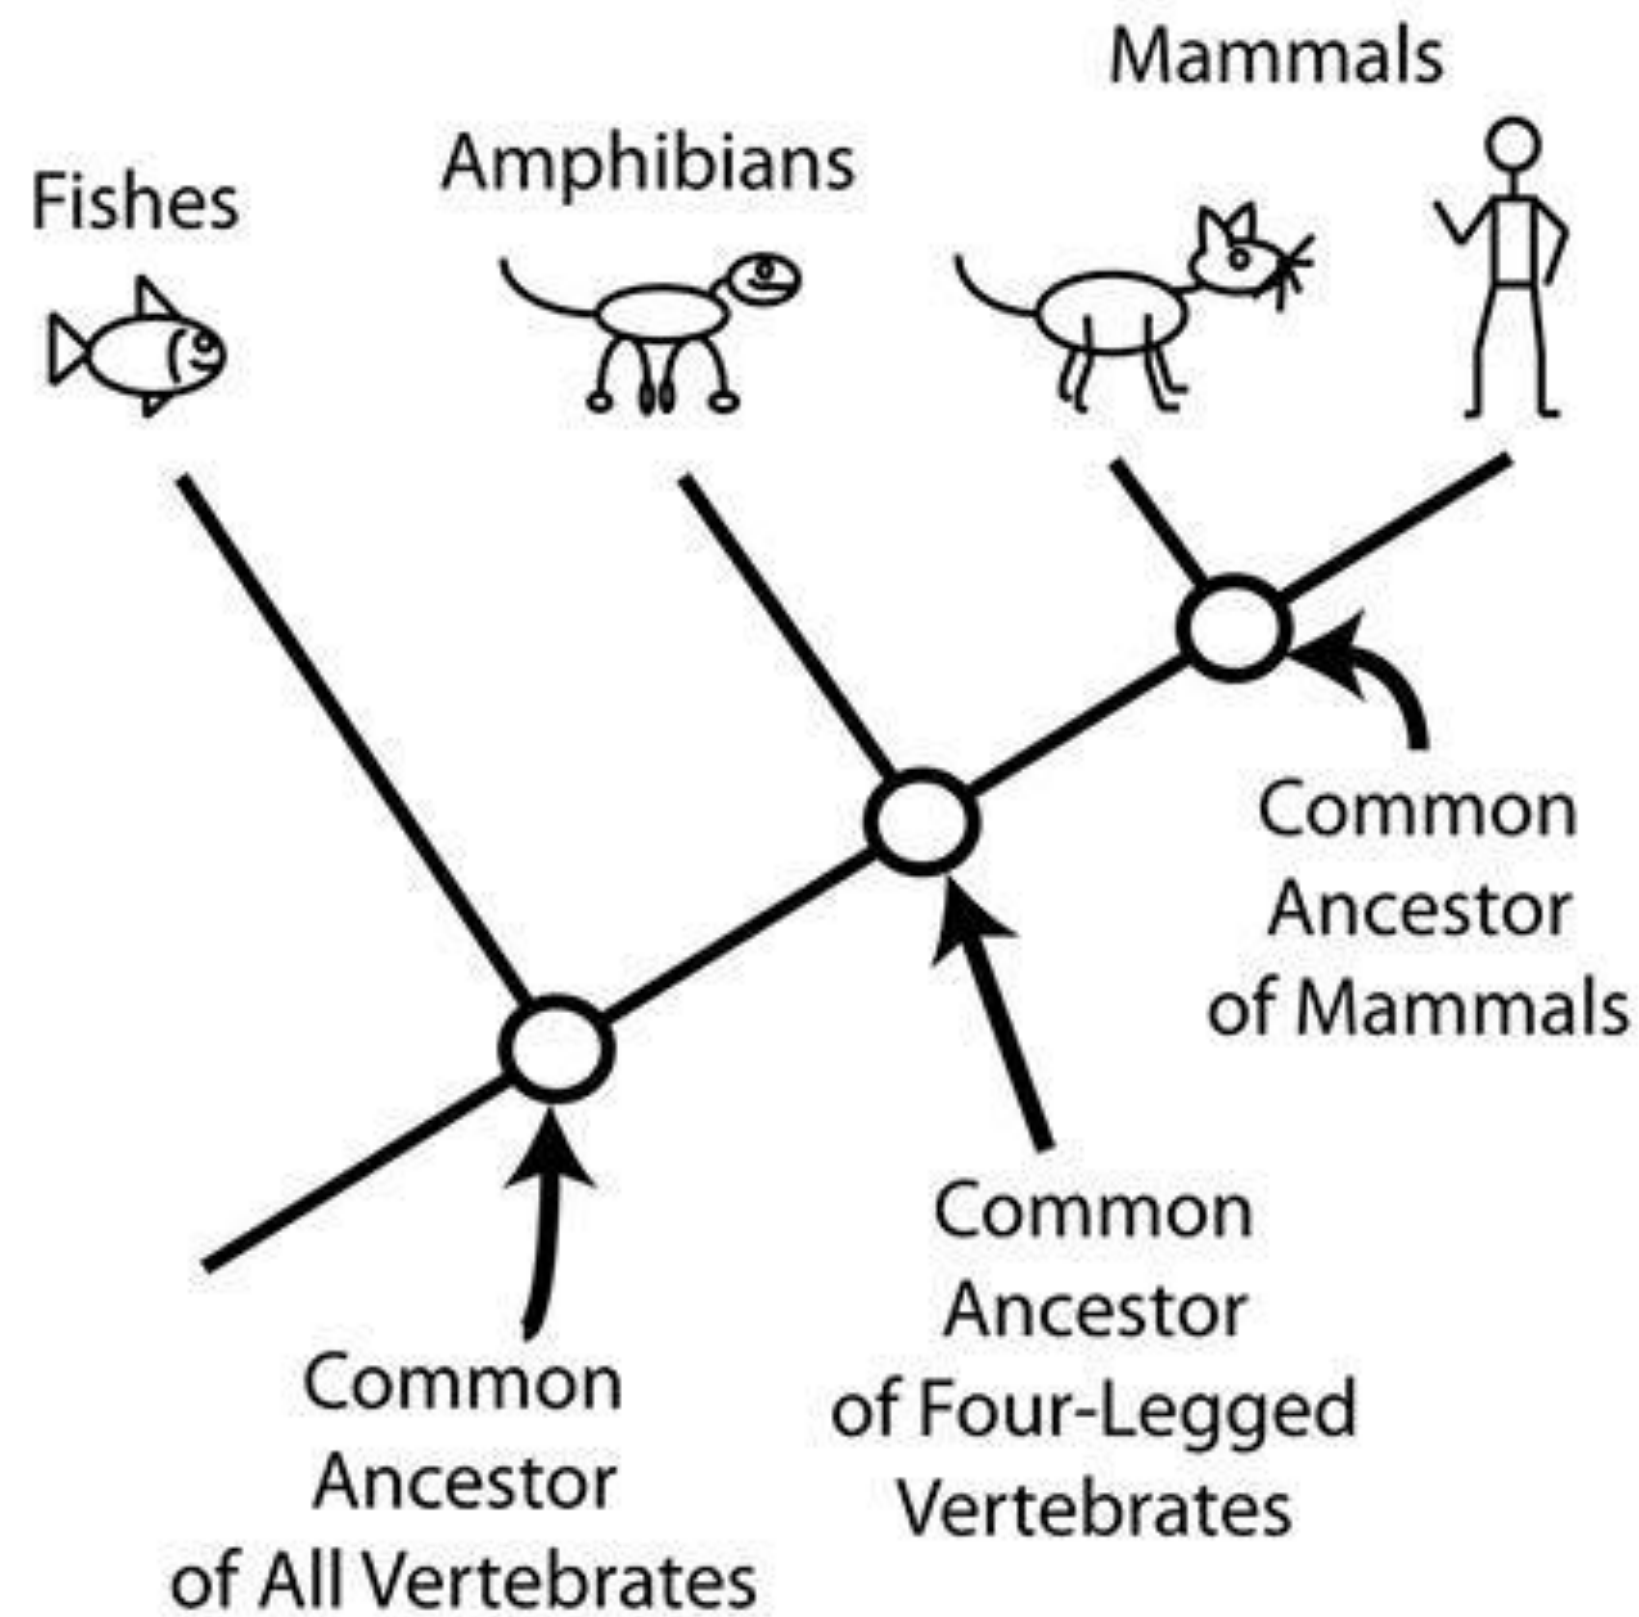 Mammals
Amphibians
Fishes
Common
Ancestor
of Mammals
Common
Ancestor
of Four-Legged
Vertebrates
Common
Ancestor
of All Vertebrates